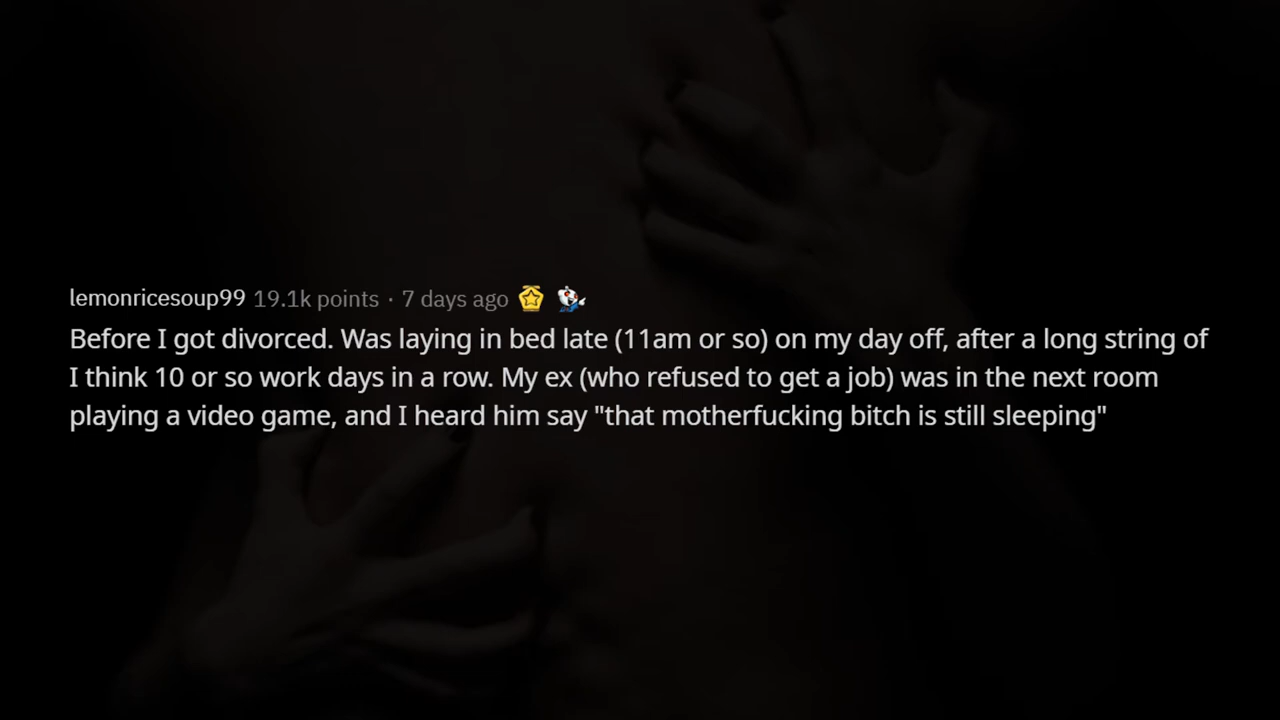 lemonricesoup99 19.1k points · 7 days ago
Before I got divorced. Was laying in bed late (11am or so) on my day off, after a long string of
I think 10 or so work days in a row. My ex (who refused to get a job) was in the next room
playing a video game, and I heard him say "that motherfucking bitch is still sleeping"